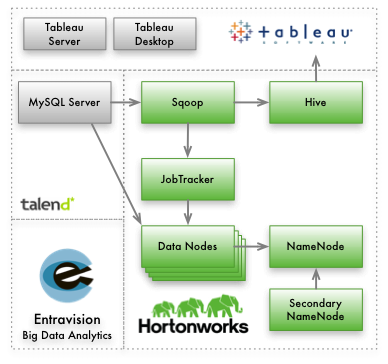 Tableau
Server
Tableau
Desktop
tableau
SOFTWARE
MySQL Server
Sqoop
Hive
talend
JobTracker
Data Nodes
NameNode
Entravision
Big Data Analytics
Hortonworks
Secondary
NameNode